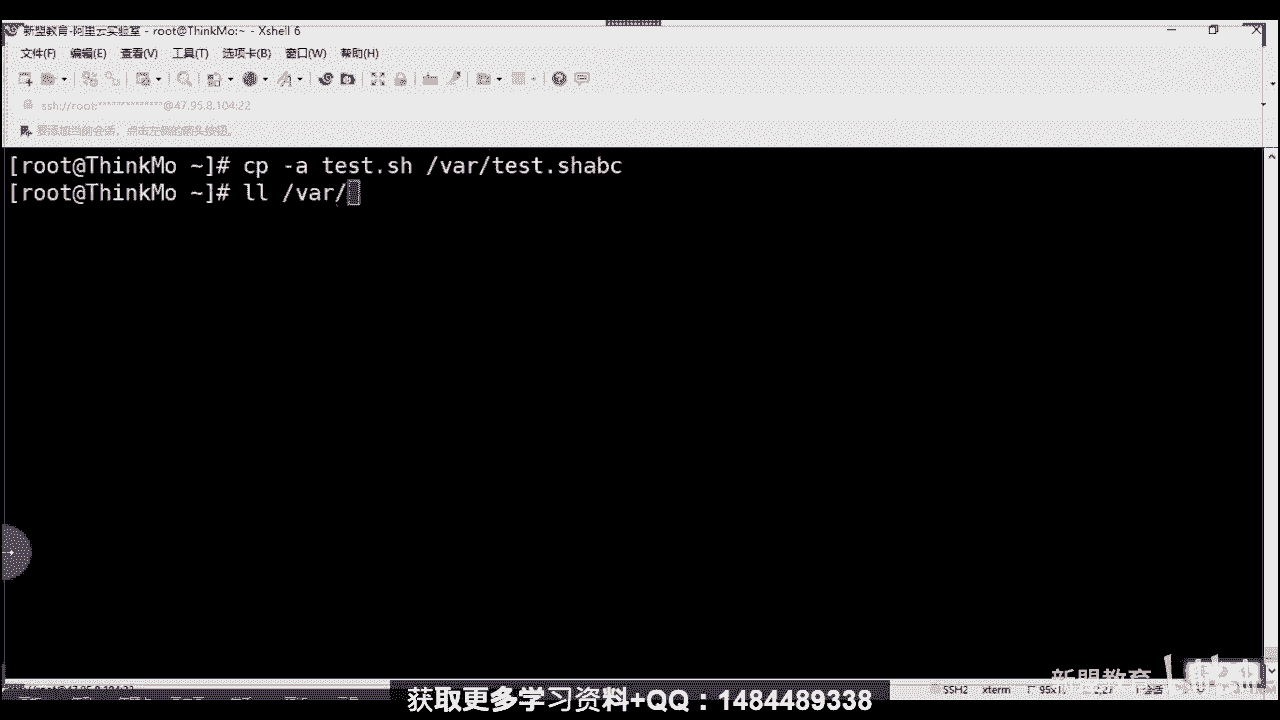 新盟教育-阿里云实验室 - root@ThinkMo:~ - Xshell 6
文件(F) 编辑(E) 查看(V) 工具(T) 选项卡(B) 窗口(W) 帮助(H)
ssh://root:**************@47.95.8.104:22
要添加当前会话，点击左侧的箭头按钮。
[root@ThinkMo ~]# cp -a test.sh /var/test.shabc
[root@ThinkMo ~]# ll /var/
新盟教育
SSH2 xterm
获取更多学习资料+QQ：1484489338